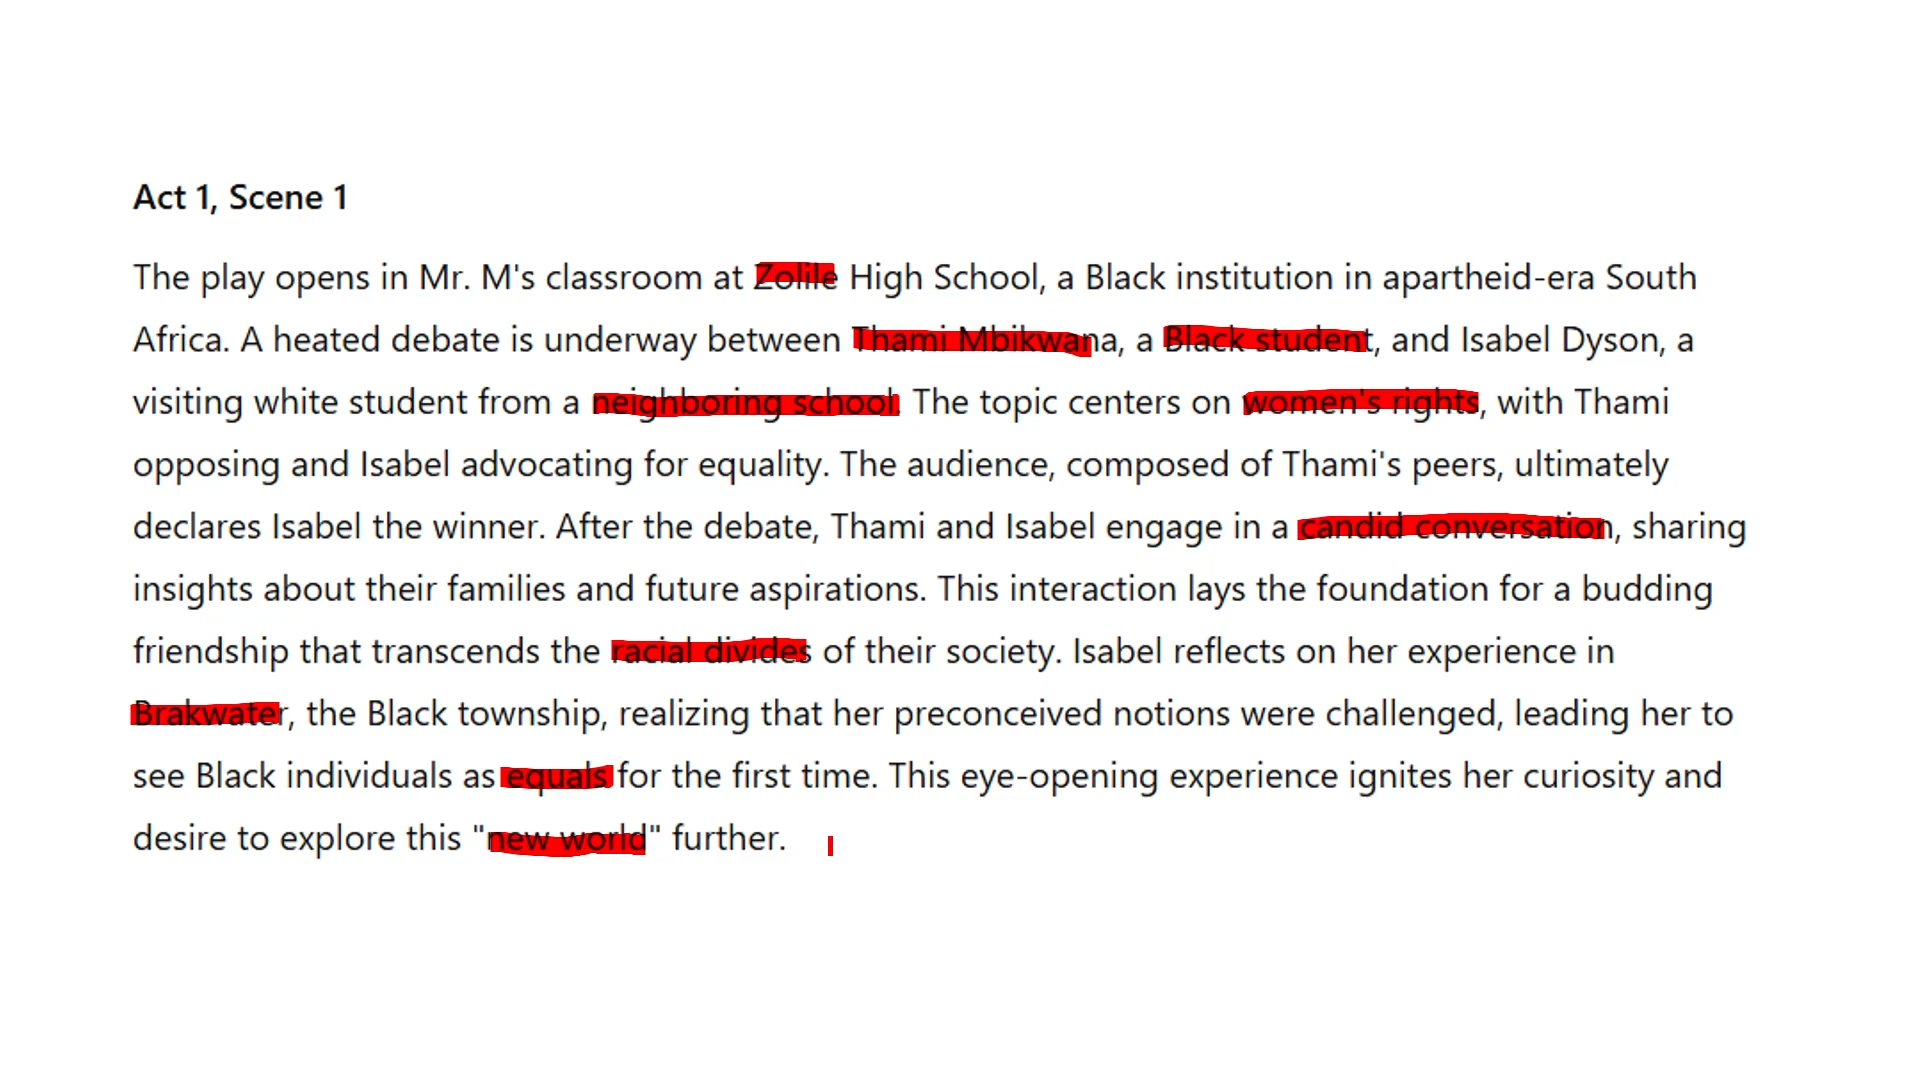 Act 1, Scene 1
The play opens in Mr. M's classroom at Zolile High School, a Black institution in apartheid-era South
Africa. A heated debate is underway between Thami Mbikwana, a Black student, and Isabel Dyson, a
visiting white student from a neighboring school. The topic centers on women's rights, with Thami
opposing and Isabel advocating for equality. The audience, composed of Thami's peers, ultimately
declares Isabel the winner. After the debate, Thami and Isabel engage in a candid conversation, sharing
insights about their families and future aspirations. This interaction lays the foundation for a budding
friendship that transcends the racial divides of their society. Isabel reflects on her experience in
Brakwater, the Black township, realizing that her preconceived notions were challenged, leading her to
see Black individuals as equals for the first time. This eye-opening experience ignites her curiosity and
desire to explore this "new world" further.